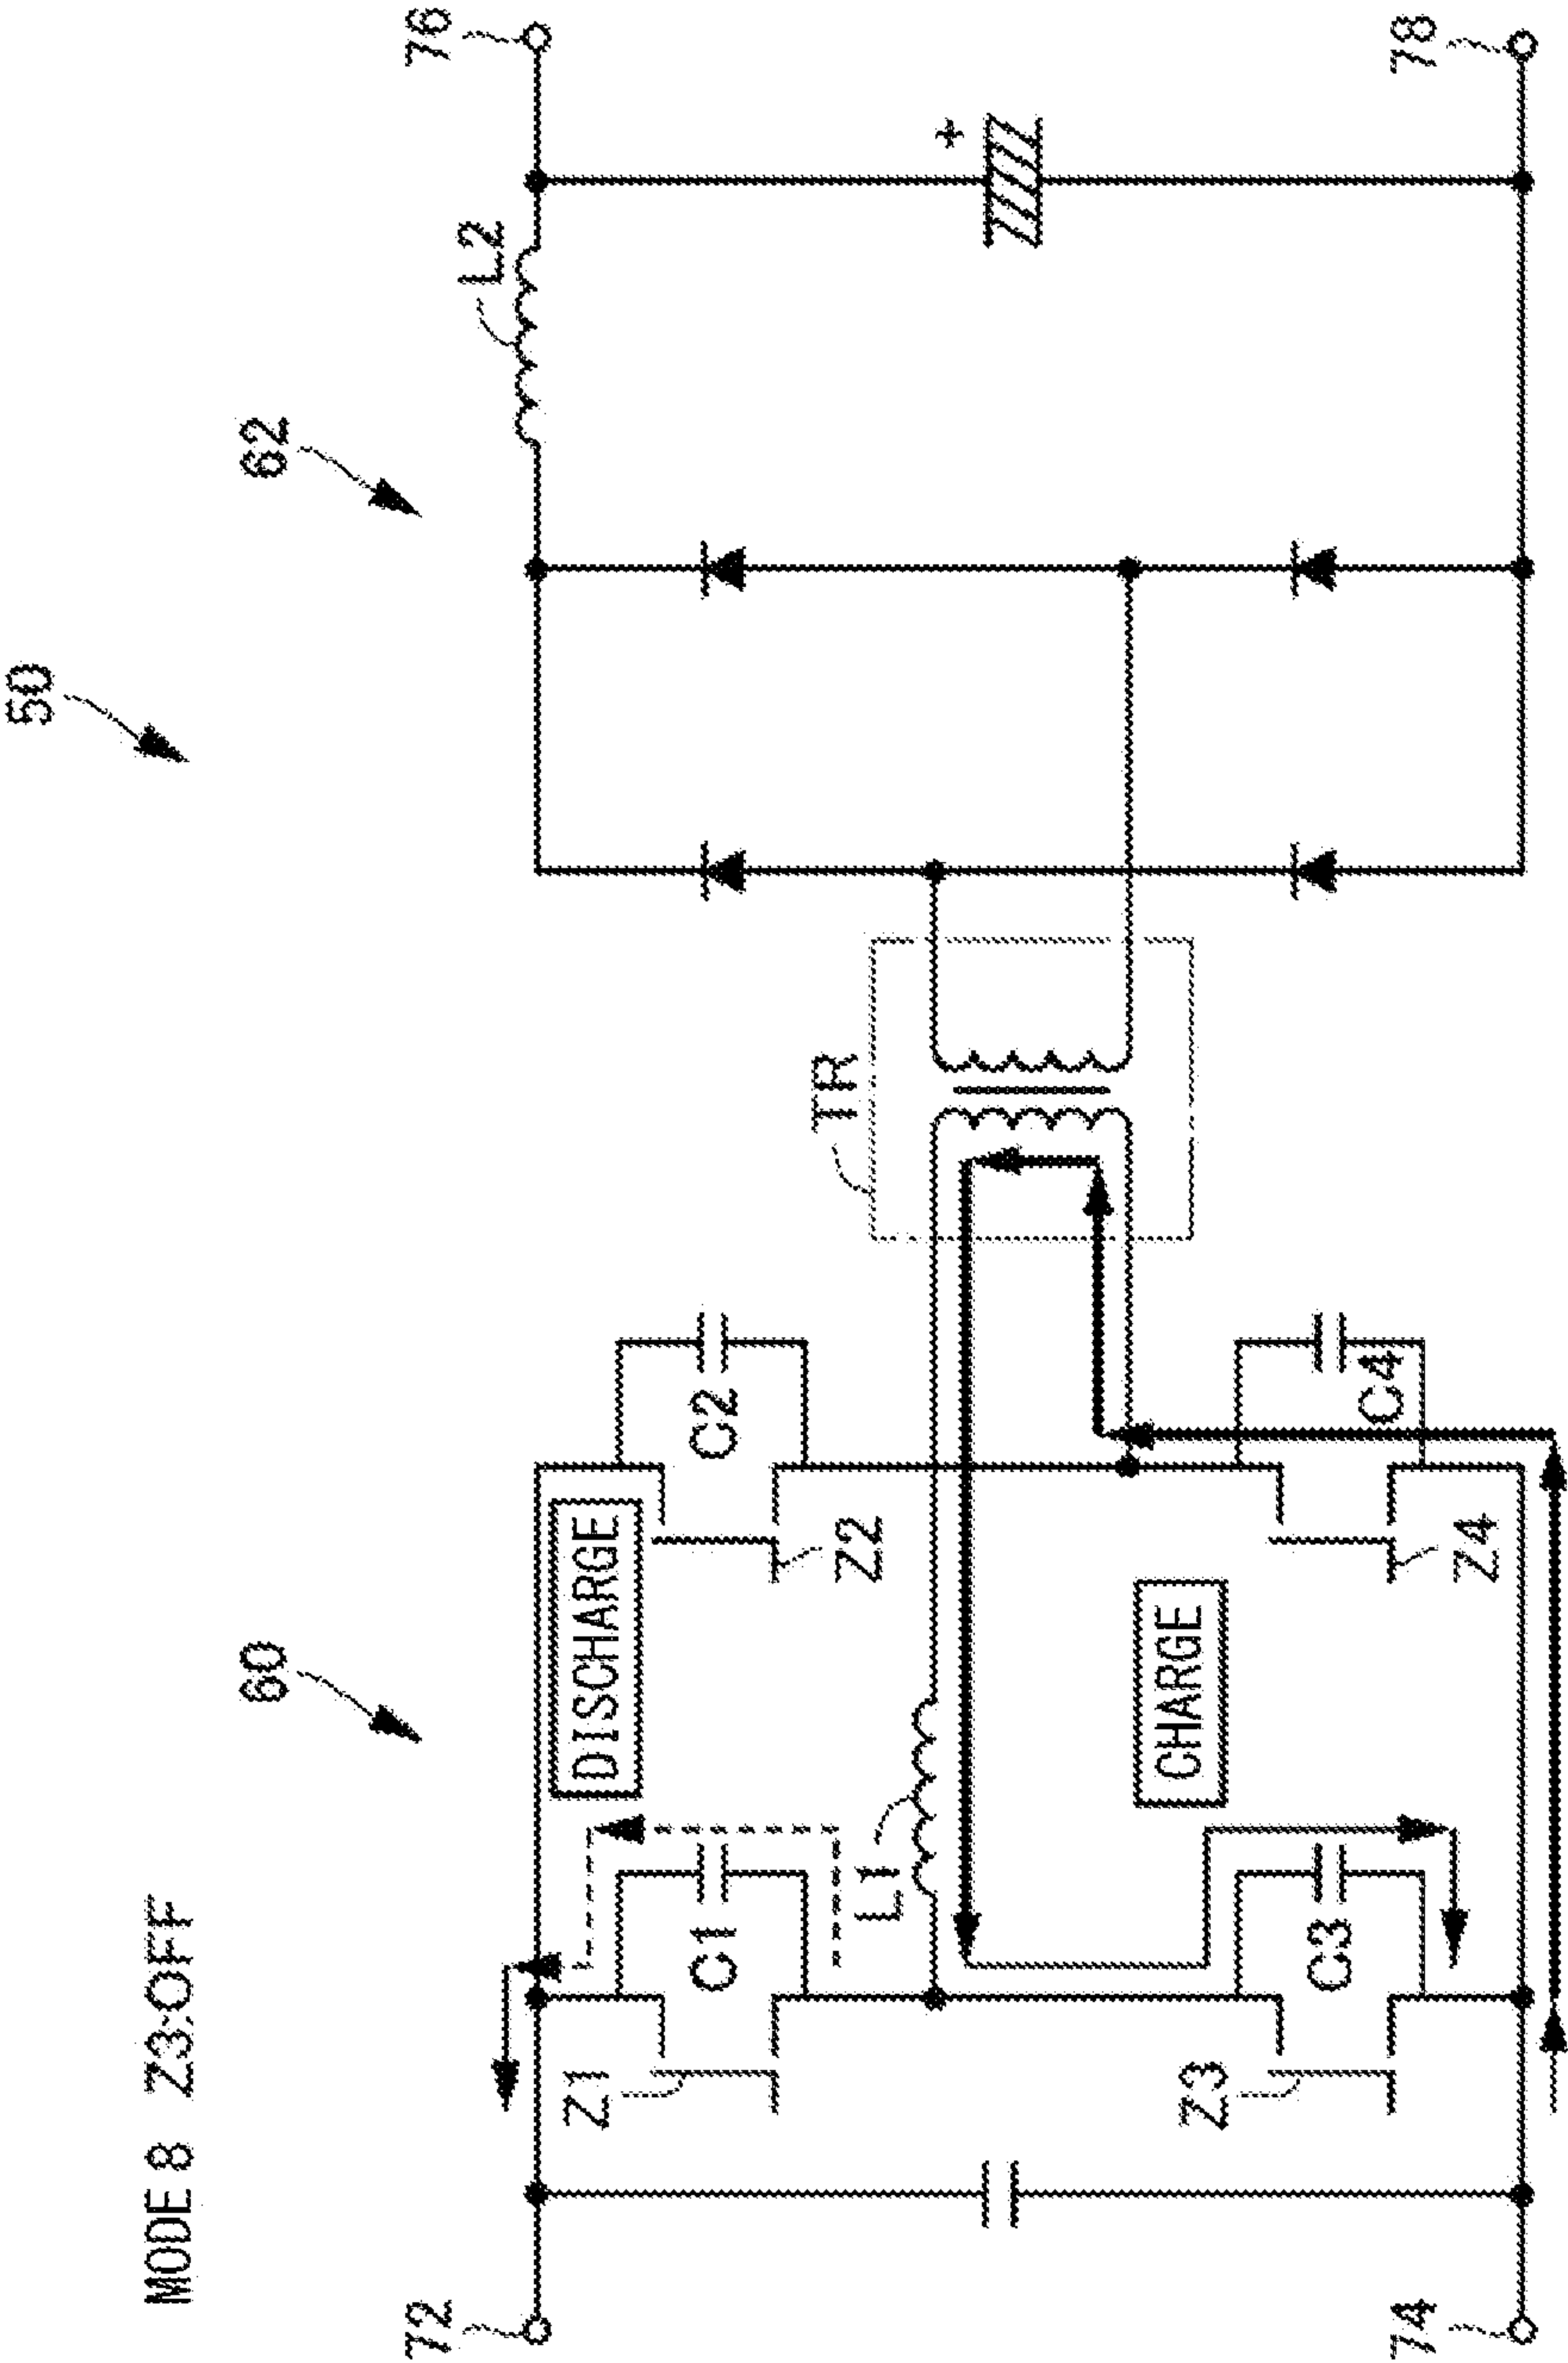 MODE 8 Z3:OFF
50
60
62
72
76
L2
DISCHARGE
Z1
C1
Z2
C2
L1
TR
+
CHARGE
Z3
C3
Z4
C4
74
78